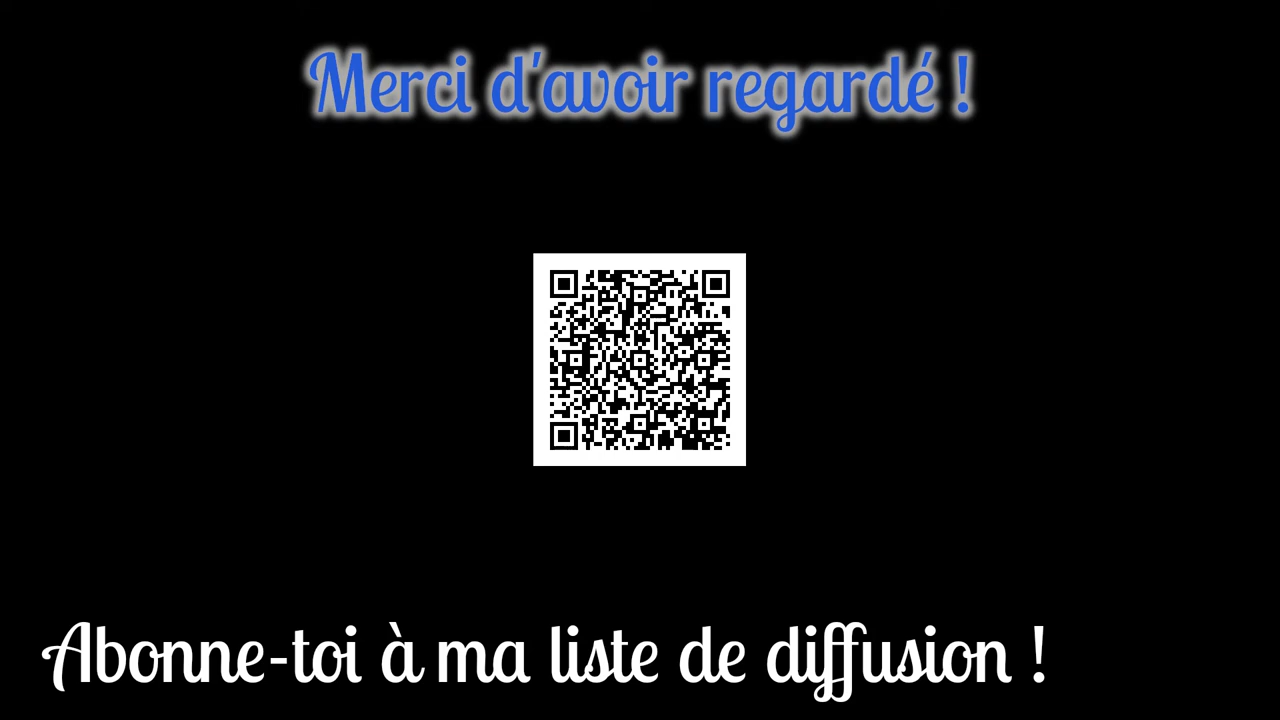 Merci d'avoir regardé !
Abonne-toi à ma liste de diffusion !